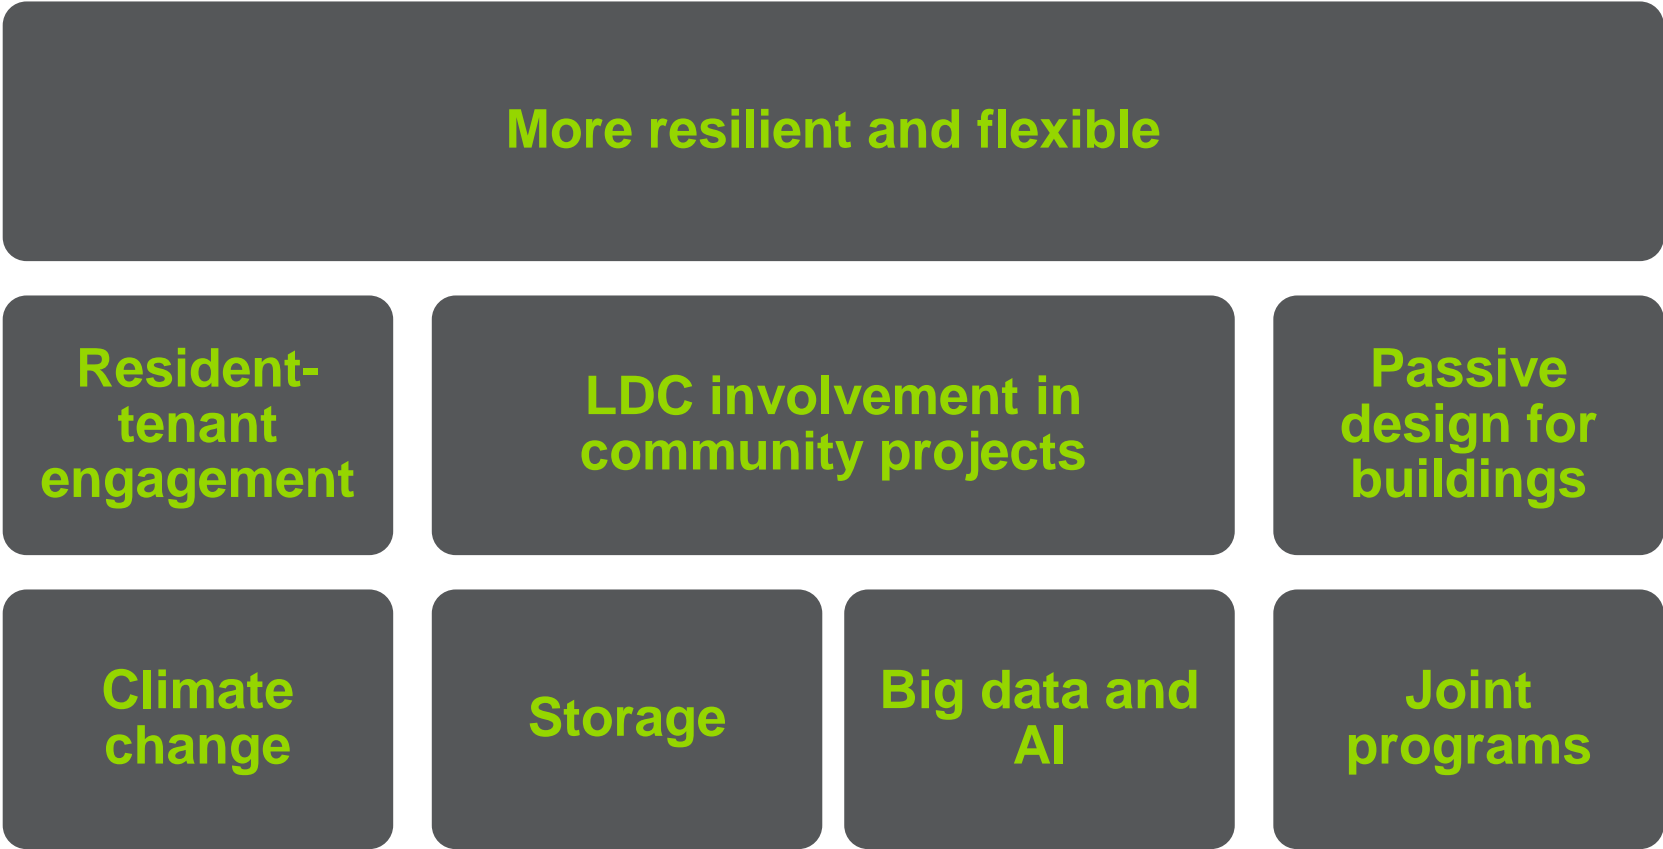 More resilient and flexible
Resident-
tenant
engagement
LDC involvement in
community projects
Passive
design for
buildings
Climate
change
Storage
Big data and
AI
Joint
programs